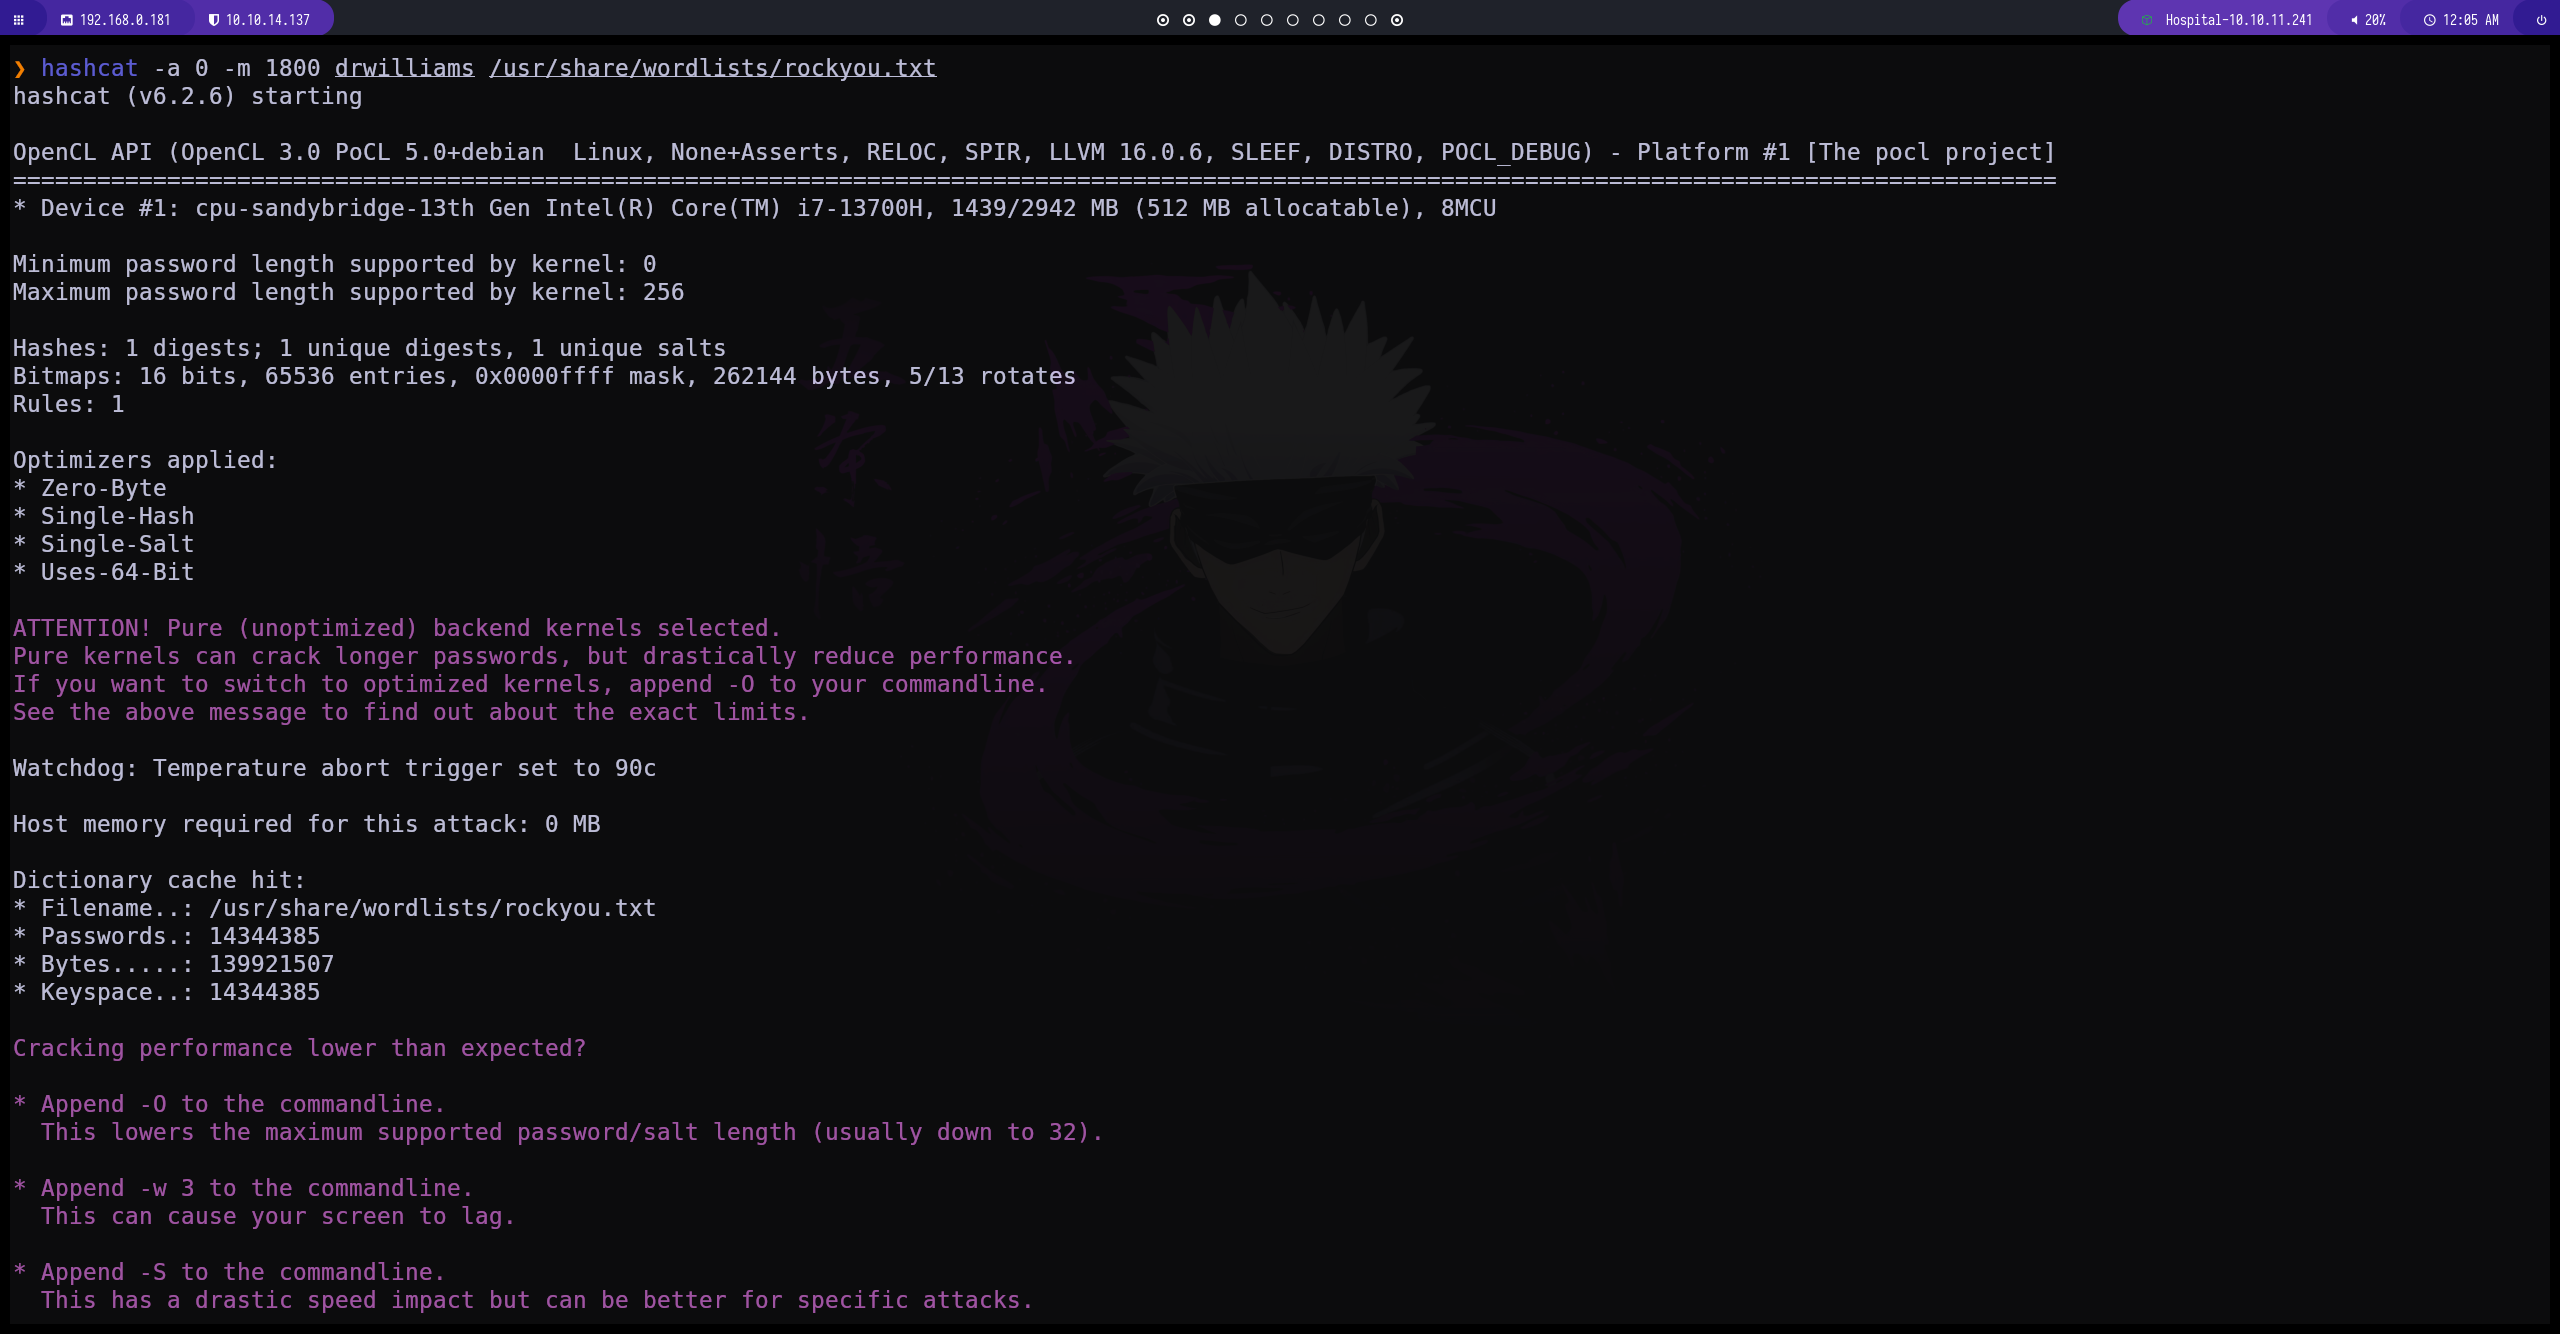 192.168.0.181 10.10.14.137 Hospital-10.10.11.241 20% 12:05 AM
❯ hashcat -a 0 -m 1800 drwilliams /usr/share/wordlists/rockyou.txt
hashcat (v6.2.6) starting
OpenCL API (OpenCL 3.0 PoCL 5.0+debian  Linux, None+Asserts, RELOC, SPIR, LLVM 16.0.6, SLEEF, DISTRO, POCL_DEBUG) - Platform #1 [The pocl project]
==================================================================================================================================================
* Device #1: cpu-sandybridge-13th Gen Intel(R) Core(TM) i7-13700H, 1439/2942 MB (512 MB allocatable), 8MCU
Minimum password length supported by kernel: 0
Maximum password length supported by kernel: 256
Hashes: 1 digests; 1 unique digests, 1 unique salts
Bitmaps: 16 bits, 65536 entries, 0x0000ffff mask, 262144 bytes, 5/13 rotates
Rules: 1
Optimizers applied:
* Zero-Byte
* Single-Hash
* Single-Salt
* Uses-64-Bit
ATTENTION! Pure (unoptimized) backend kernels selected.
Pure kernels can crack longer passwords, but drastically reduce performance.
If you want to switch to optimized kernels, append -O to your commandline.
See the above message to find out about the exact limits.
Watchdog: Temperature abort trigger set to 90c
Host memory required for this attack: 0 MB
Dictionary cache hit:
* Filename..: /usr/share/wordlists/rockyou.txt
* Passwords.: 14344385
* Bytes.....: 139921507
* Keyspace..: 14344385
Cracking performance lower than expected?
* Append -O to the commandline.
  This lowers the maximum supported password/salt length (usually down to 32).
* Append -w 3 to the commandline.
  This can cause your screen to lag.
* Append -S to the commandline.
  This has a drastic speed impact but can be better for specific attacks.